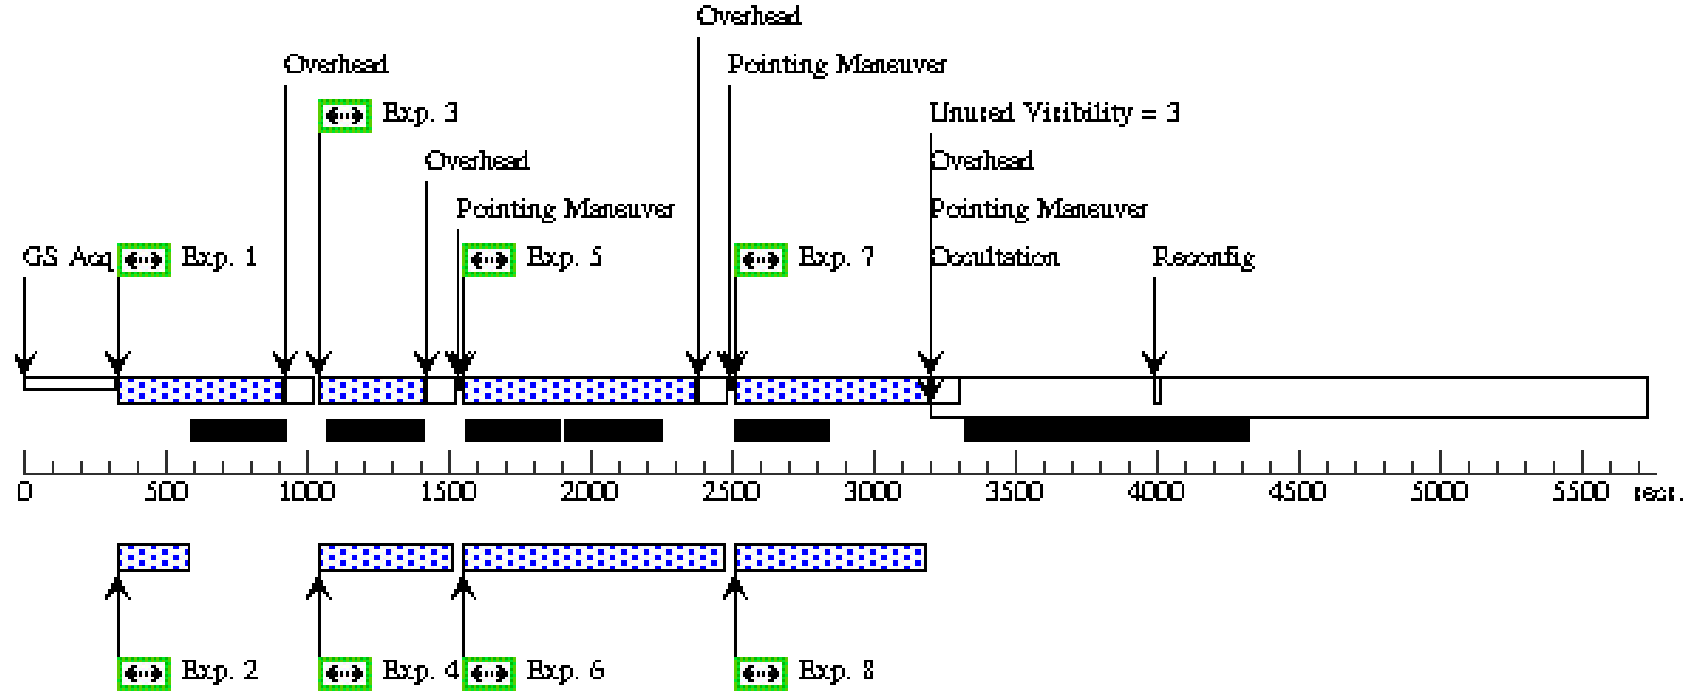 Overhead
Overhead
Pointing Maneuver
Exp. 3
Unused Visibility = 3
Overhead
Overhead
Pointing Maneuver
Pointing Maneuver
GS Acq
Exp. 1
Exp. 5
Exp. 7
Occultation
Reconfig
0 500 1000 1500 2000 2500 3000 3500 4000 4500 5000 5500 secs.
Exp. 2
Exp. 4
Exp. 6
Exp. 8